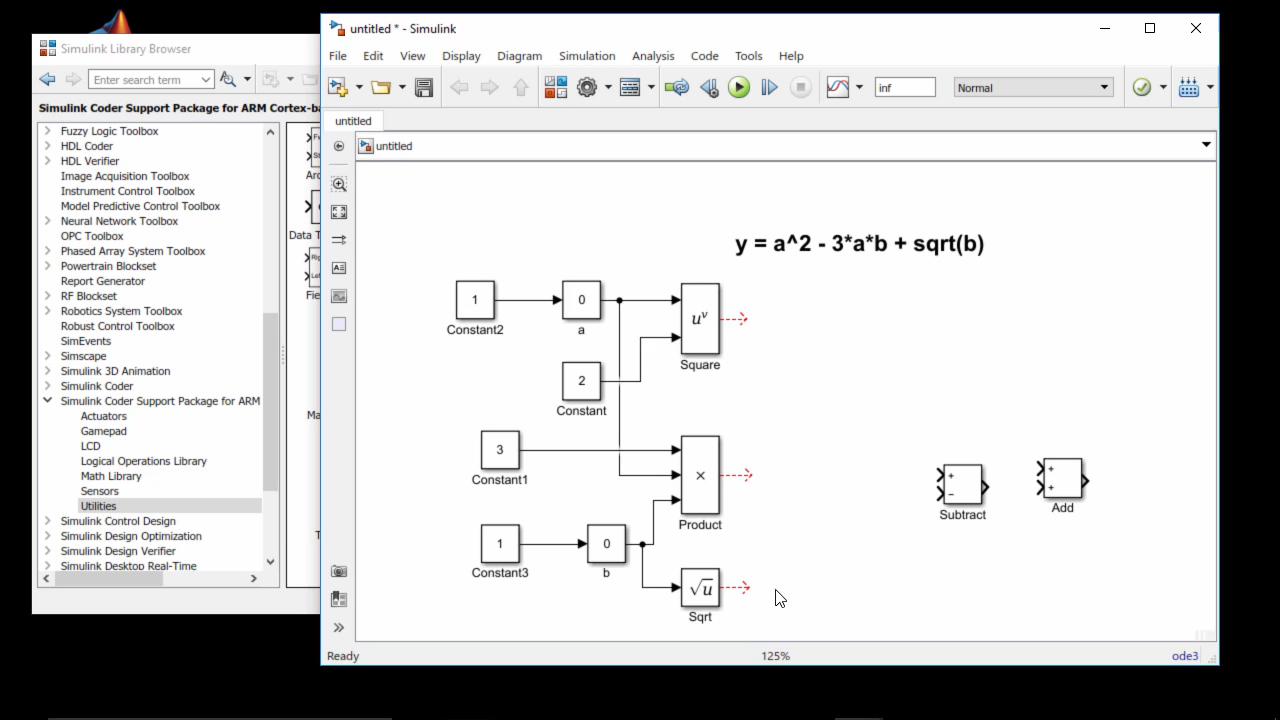 Simulink Library Browser
Enter search term
Simulink Coder Support Package for ARM Cortex-ba
Fuzzy Logic Toolbox
HDL Coder
HDL Verifier
Image Acquisition Toolbox
Instrument Control Toolbox
Model Predictive Control Toolbox
Neural Network Toolbox
OPC Toolbox
Phased Array System Toolbox
Powertrain Blockset
Report Generator
RF Blockset
Robotics System Toolbox
Robust Control Toolbox
SimEvents
Simscape
Simulink 3D Animation
Simulink Coder
Simulink Coder Support Package for ARM
Actuators
Gamepad
LCD
Logical Operations Library
Math Library
Sensors
Utilities
Simulink Control Design
Simulink Design Optimization
Simulink Design Verifier
Simulink Desktop Real-Time
Data T
Fie
Ma
T
untitled * - Simulink
File Edit View Display Diagram Simulation Analysis Code Tools Help
inf
Normal
untitled
untitled
y = a^2 - 3*a*b + sqrt(b)
1
Constant2
0
a
u^v
Square
2
Constant
3
Constant1
×
Product
1
Constant3
0
b
√u
Sqrt
+
−
Subtract
+
+
Add
Ready
125%
ode3